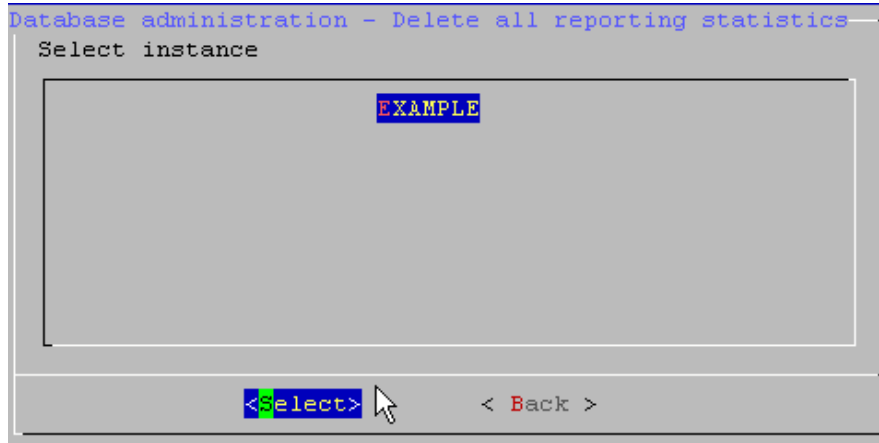 Database administration - Delete all reporting statistics
Select instance
EXAMPLE
<Select> < Back >